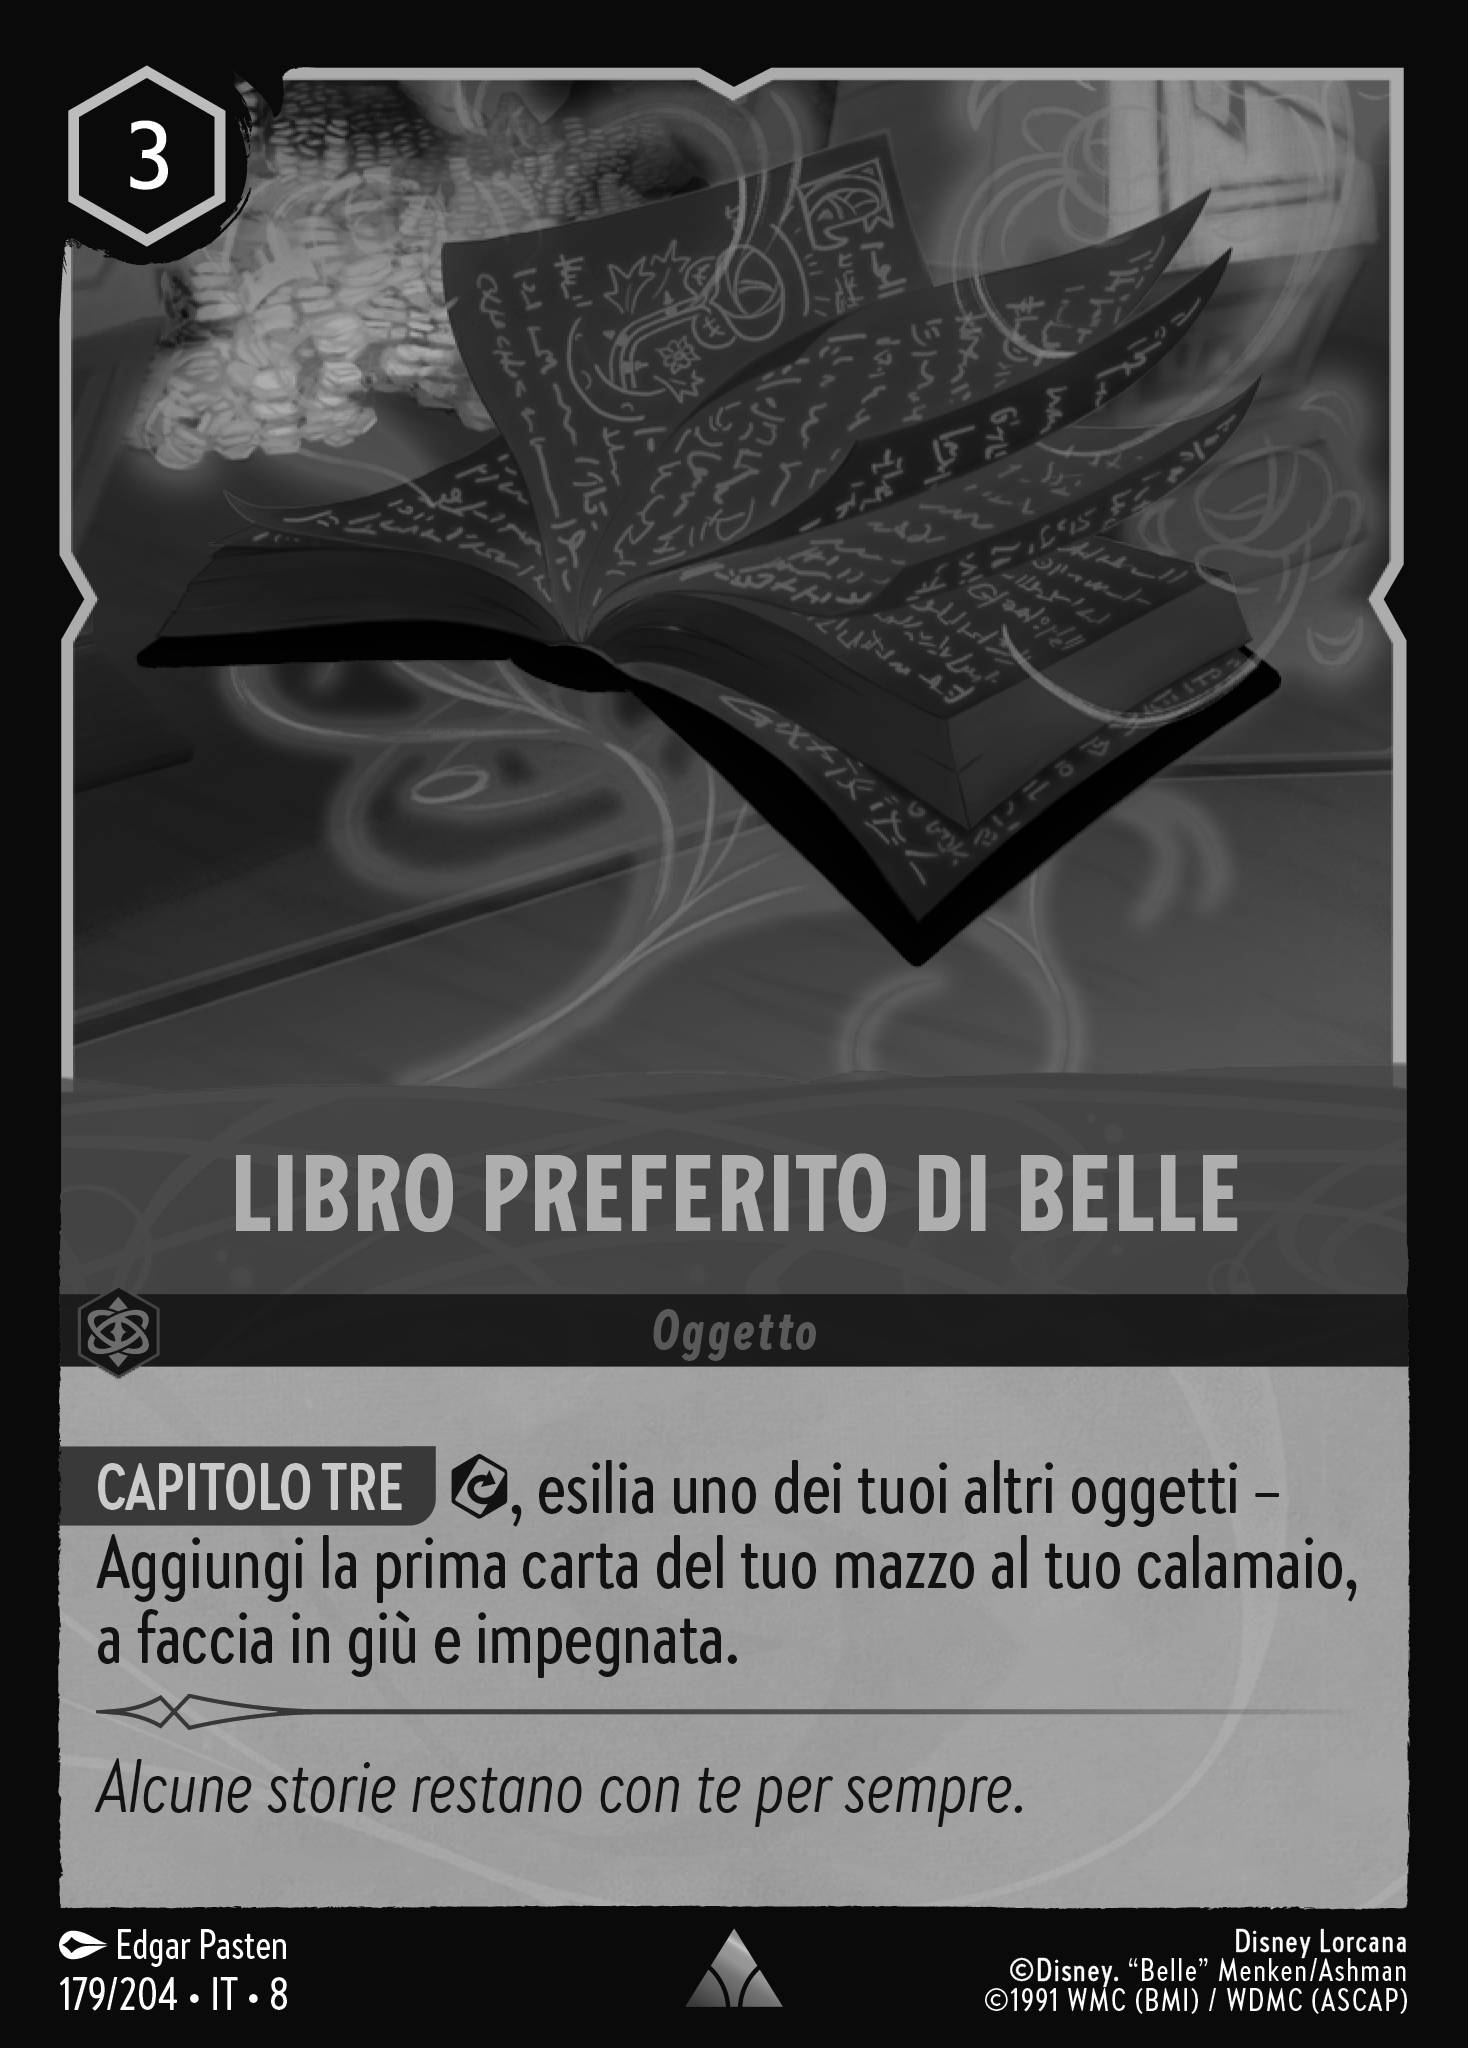 3
LIBRO PREFERITO DI BELLE
Oggetto
CAPITOLO TRE , esilia uno dei tuoi altri oggetti –
Aggiungi la prima carta del tuo mazzo al tuo calamaio,
a faccia in giù e impegnata.
Alcune storie restano con te per sempre.
Edgar Pasten
179/204 • IT • 8
Disney Lorcana
©Disney. “Belle” Menken/Ashman
©1991 WMC (BMI) / WDMC (ASCAP)